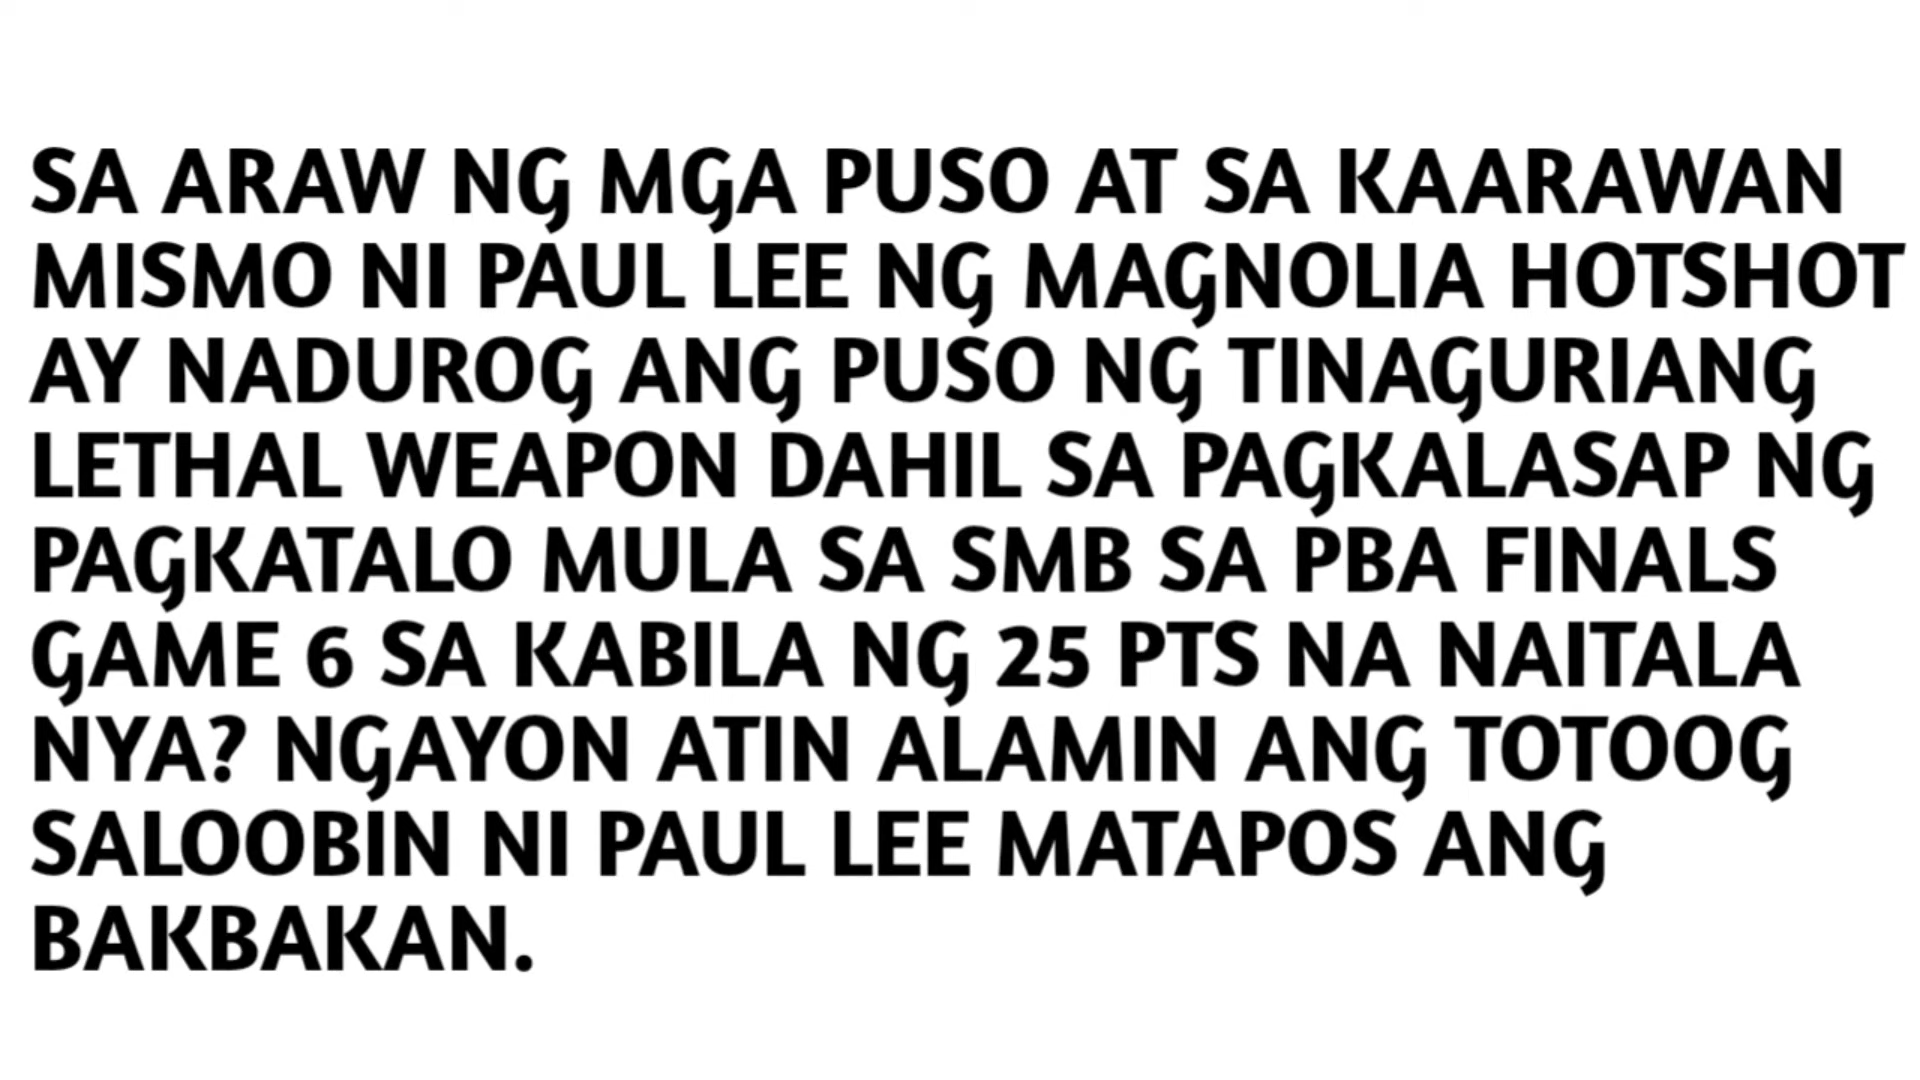 SA ARAW NG MGA PUSO AT SA KAARAWAN
MISMO NI PAUL LEE NG MAGNOLIA HOTSHOT
AY NADUROG ANG PUSO NG TINAGURIANG
LETHAL WEAPON DAHIL SA PAGKALASAP NG
PAGKATALO MULA SA SMB SA PBA FINALS
GAME 6 SA KABILA NG 25 PTS NA NAITALA
NYA? NGAYON ATIN ALAMIN ANG TOTOOG
SALOOBIN NI PAUL LEE MATAPOS ANG
BAKBAKAN.